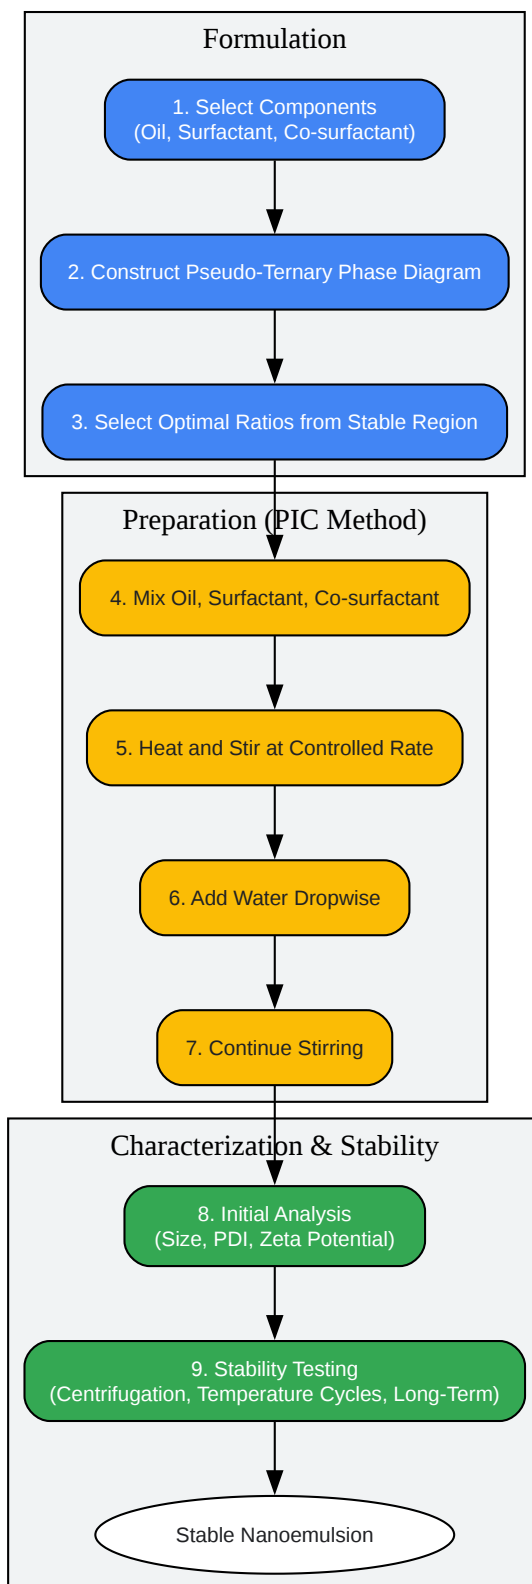 Formulation
1. Select Components
(Oil, Surfactant, Co-surfactant)
2. Construct Pseudo-Ternary Phase Diagram
3. Select Optimal Ratios from Stable Region
Preparation (PIC Method)
4. Mix Oil, Surfactant, Co-surfactant
5. Heat and Stir at Controlled Rate
6. Add Water Dropwise
7. Continue Stirring
Characterization & Stability
8. Initial Analysis
(Size, PDI, Zeta Potential)
9. Stability Testing
(Centrifugation, Temperature Cycles, Long-Term)
Stable Nanoemulsion